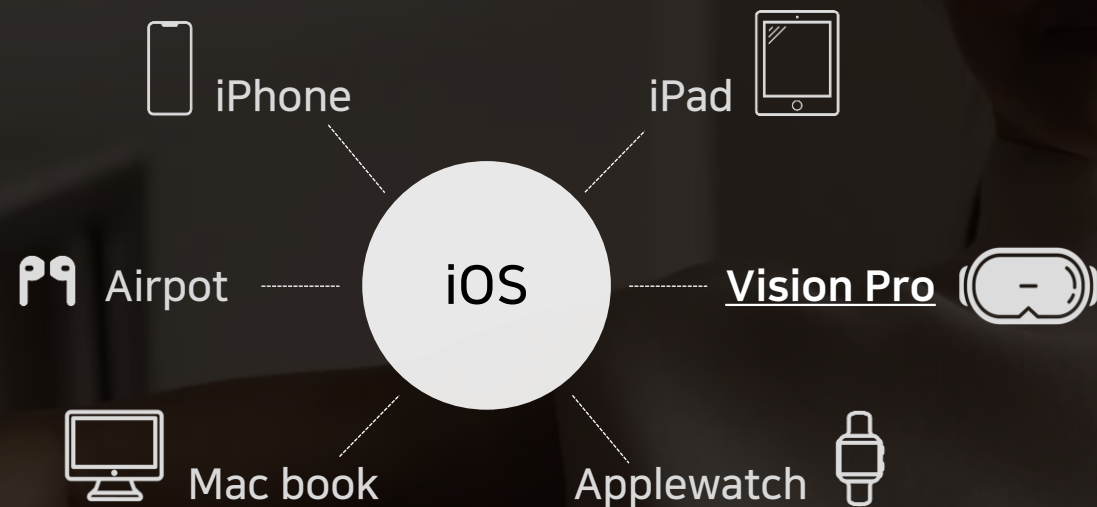 iPhone
iPad
Airpot
iOS
Vision Pro
Mac book
Applewatch